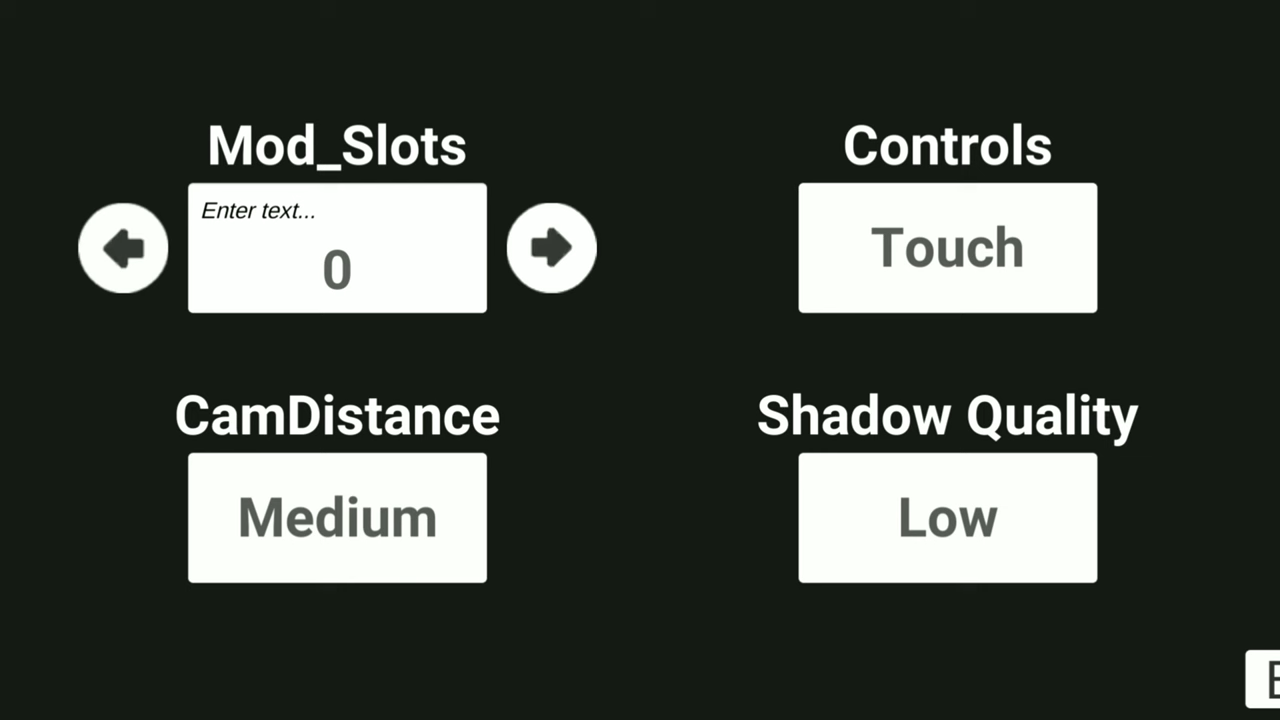 Mod_Slots
Controls
Enter text...
0
Touch
CamDistance
Shadow Quality
Medium
Low